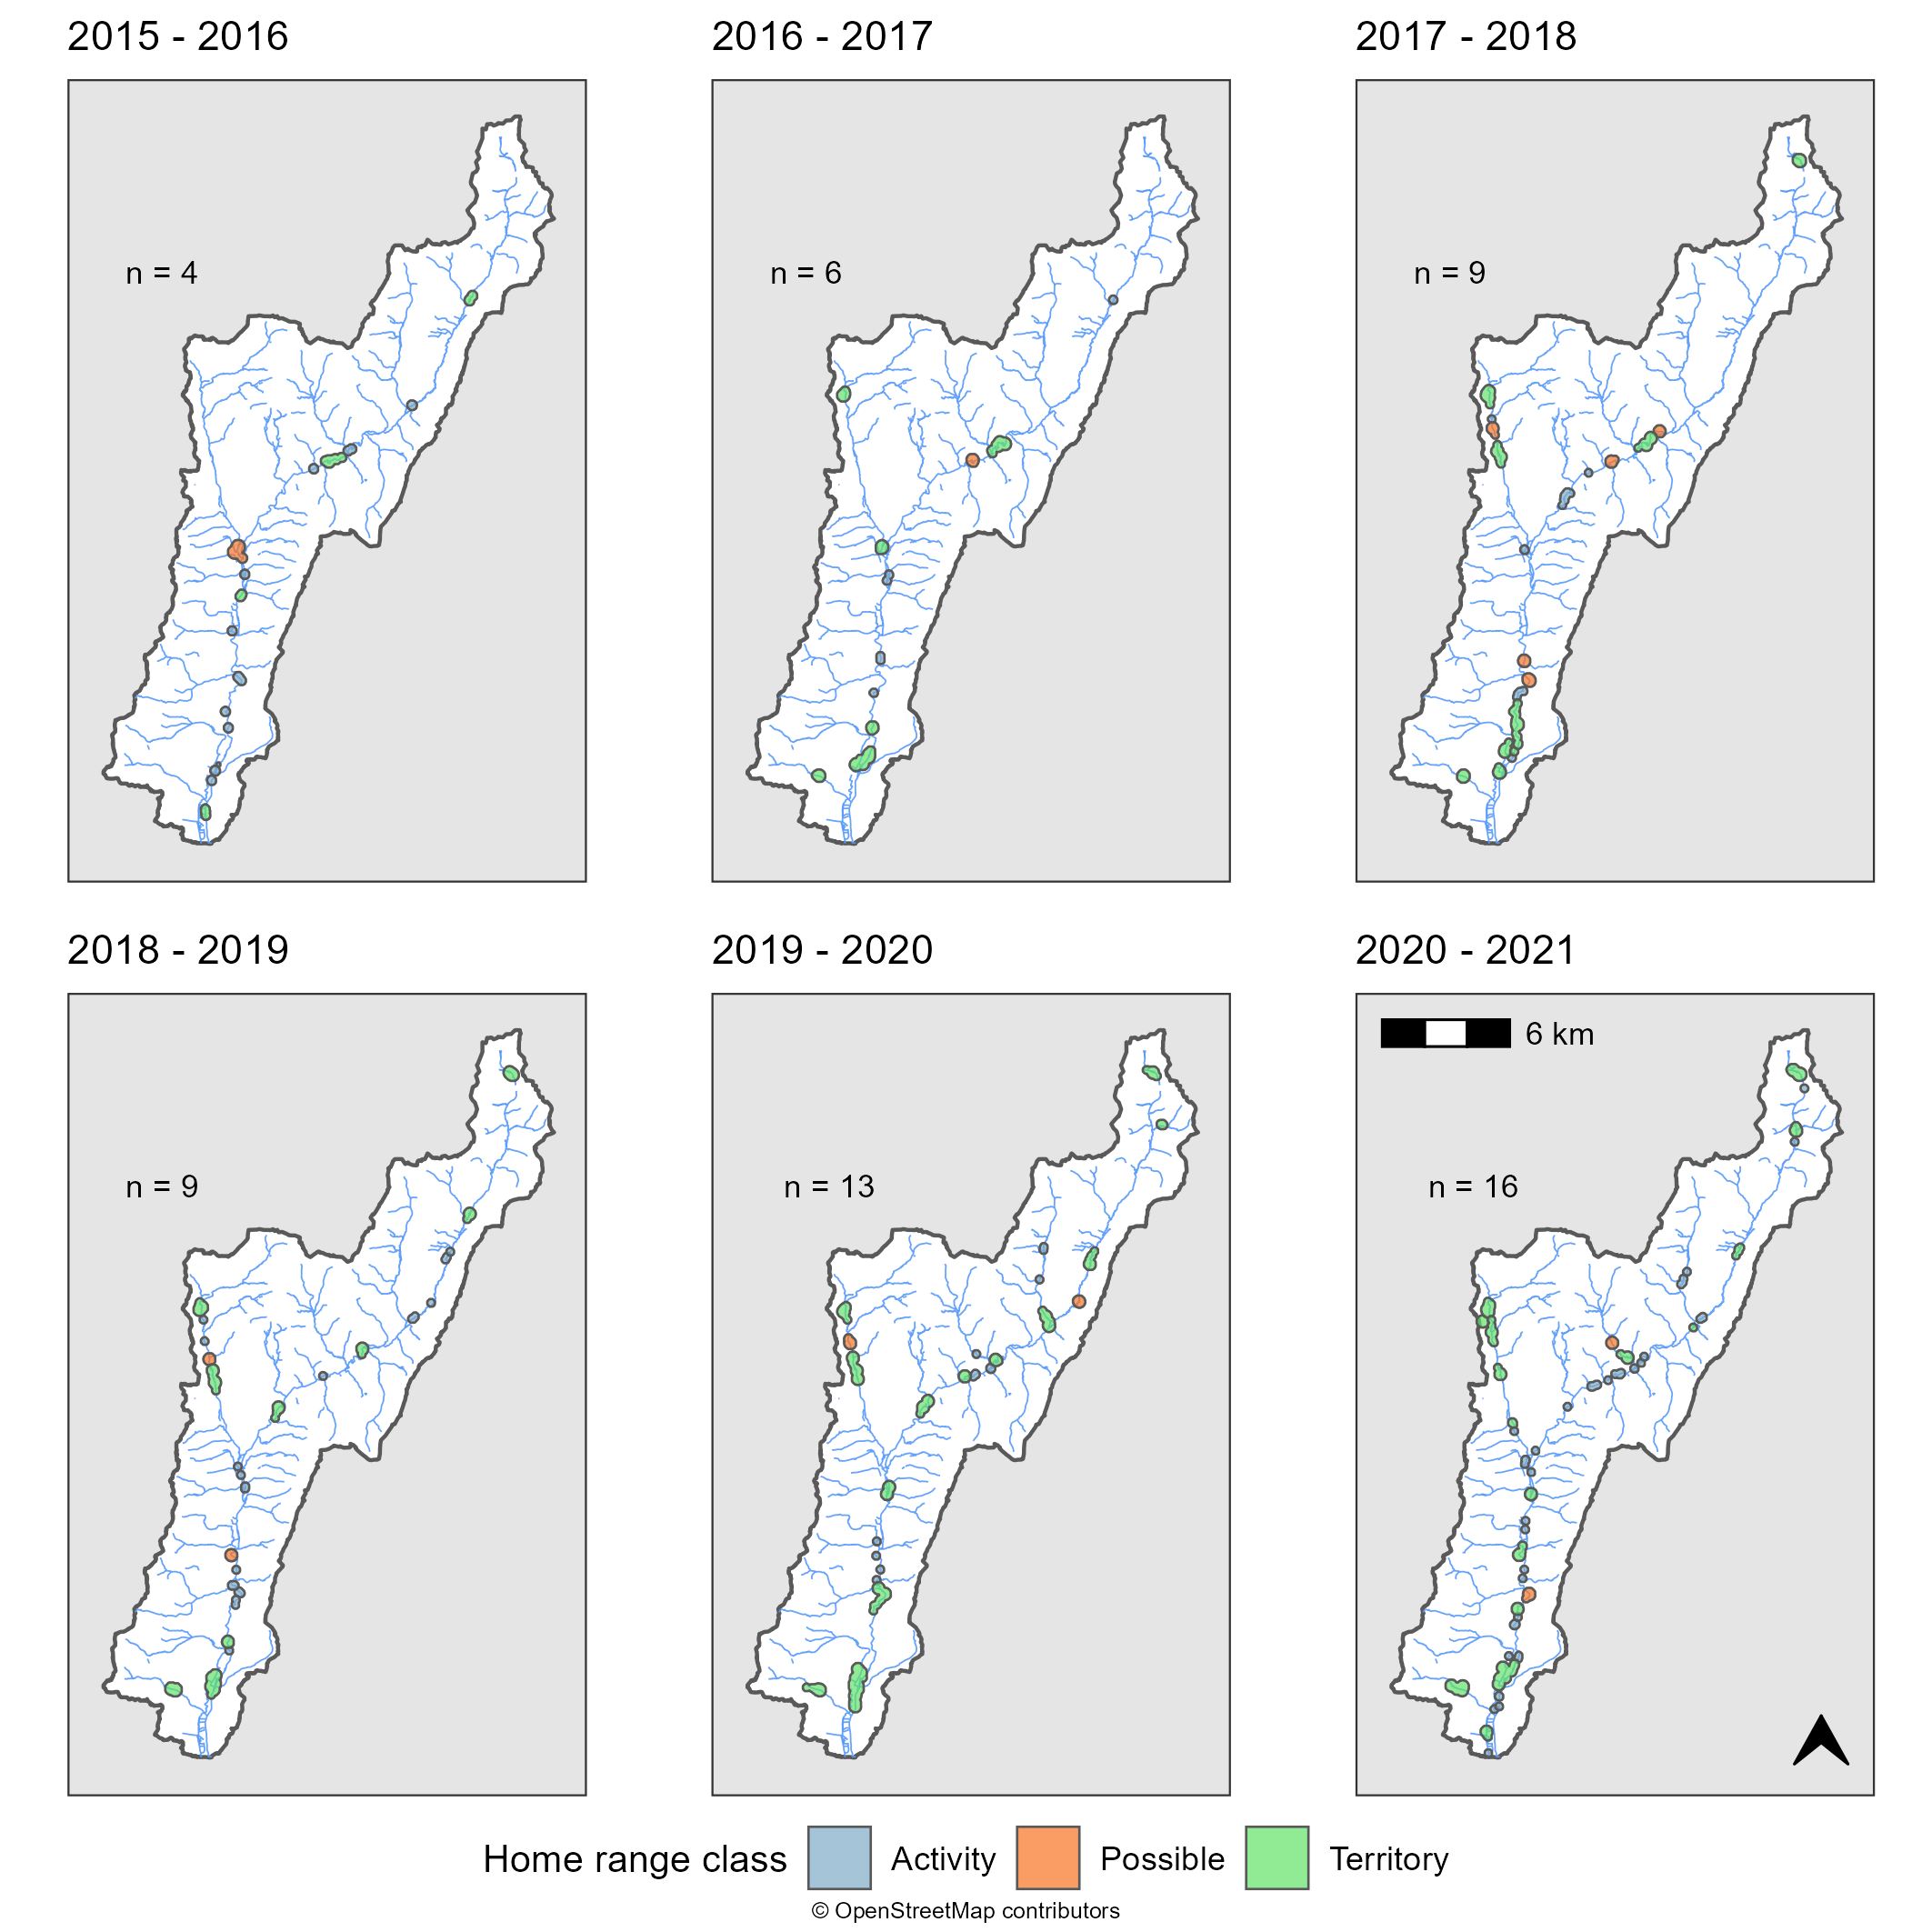 2015 - 2016
2016 - 2017
2017 - 2018
n = 4
n = 6
n = 9
2018 - 2019
2019 - 2020
2020 - 2021
6 km
n = 9
n = 13
n = 16
Home range class
Activity
Possible
Territory
© OpenStreetMap contributors